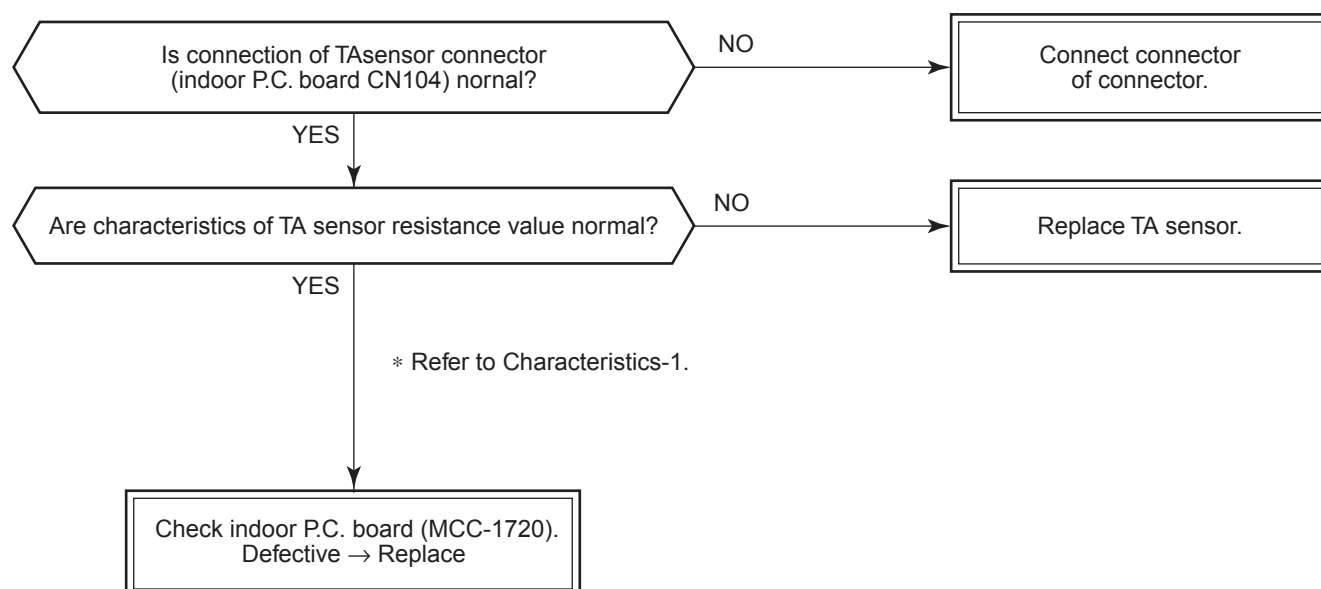 Is connection of TAsensor connector
(indoor P.C. board CN104) nornal?
NO
Connect connector
of connector.
YES
Are characteristics of TA sensor resistance value normal?
NO
Replace TA sensor.
YES
* Refer to Characteristics-1.
Check indoor P.C. board (MCC-1720).
Defective → Replace